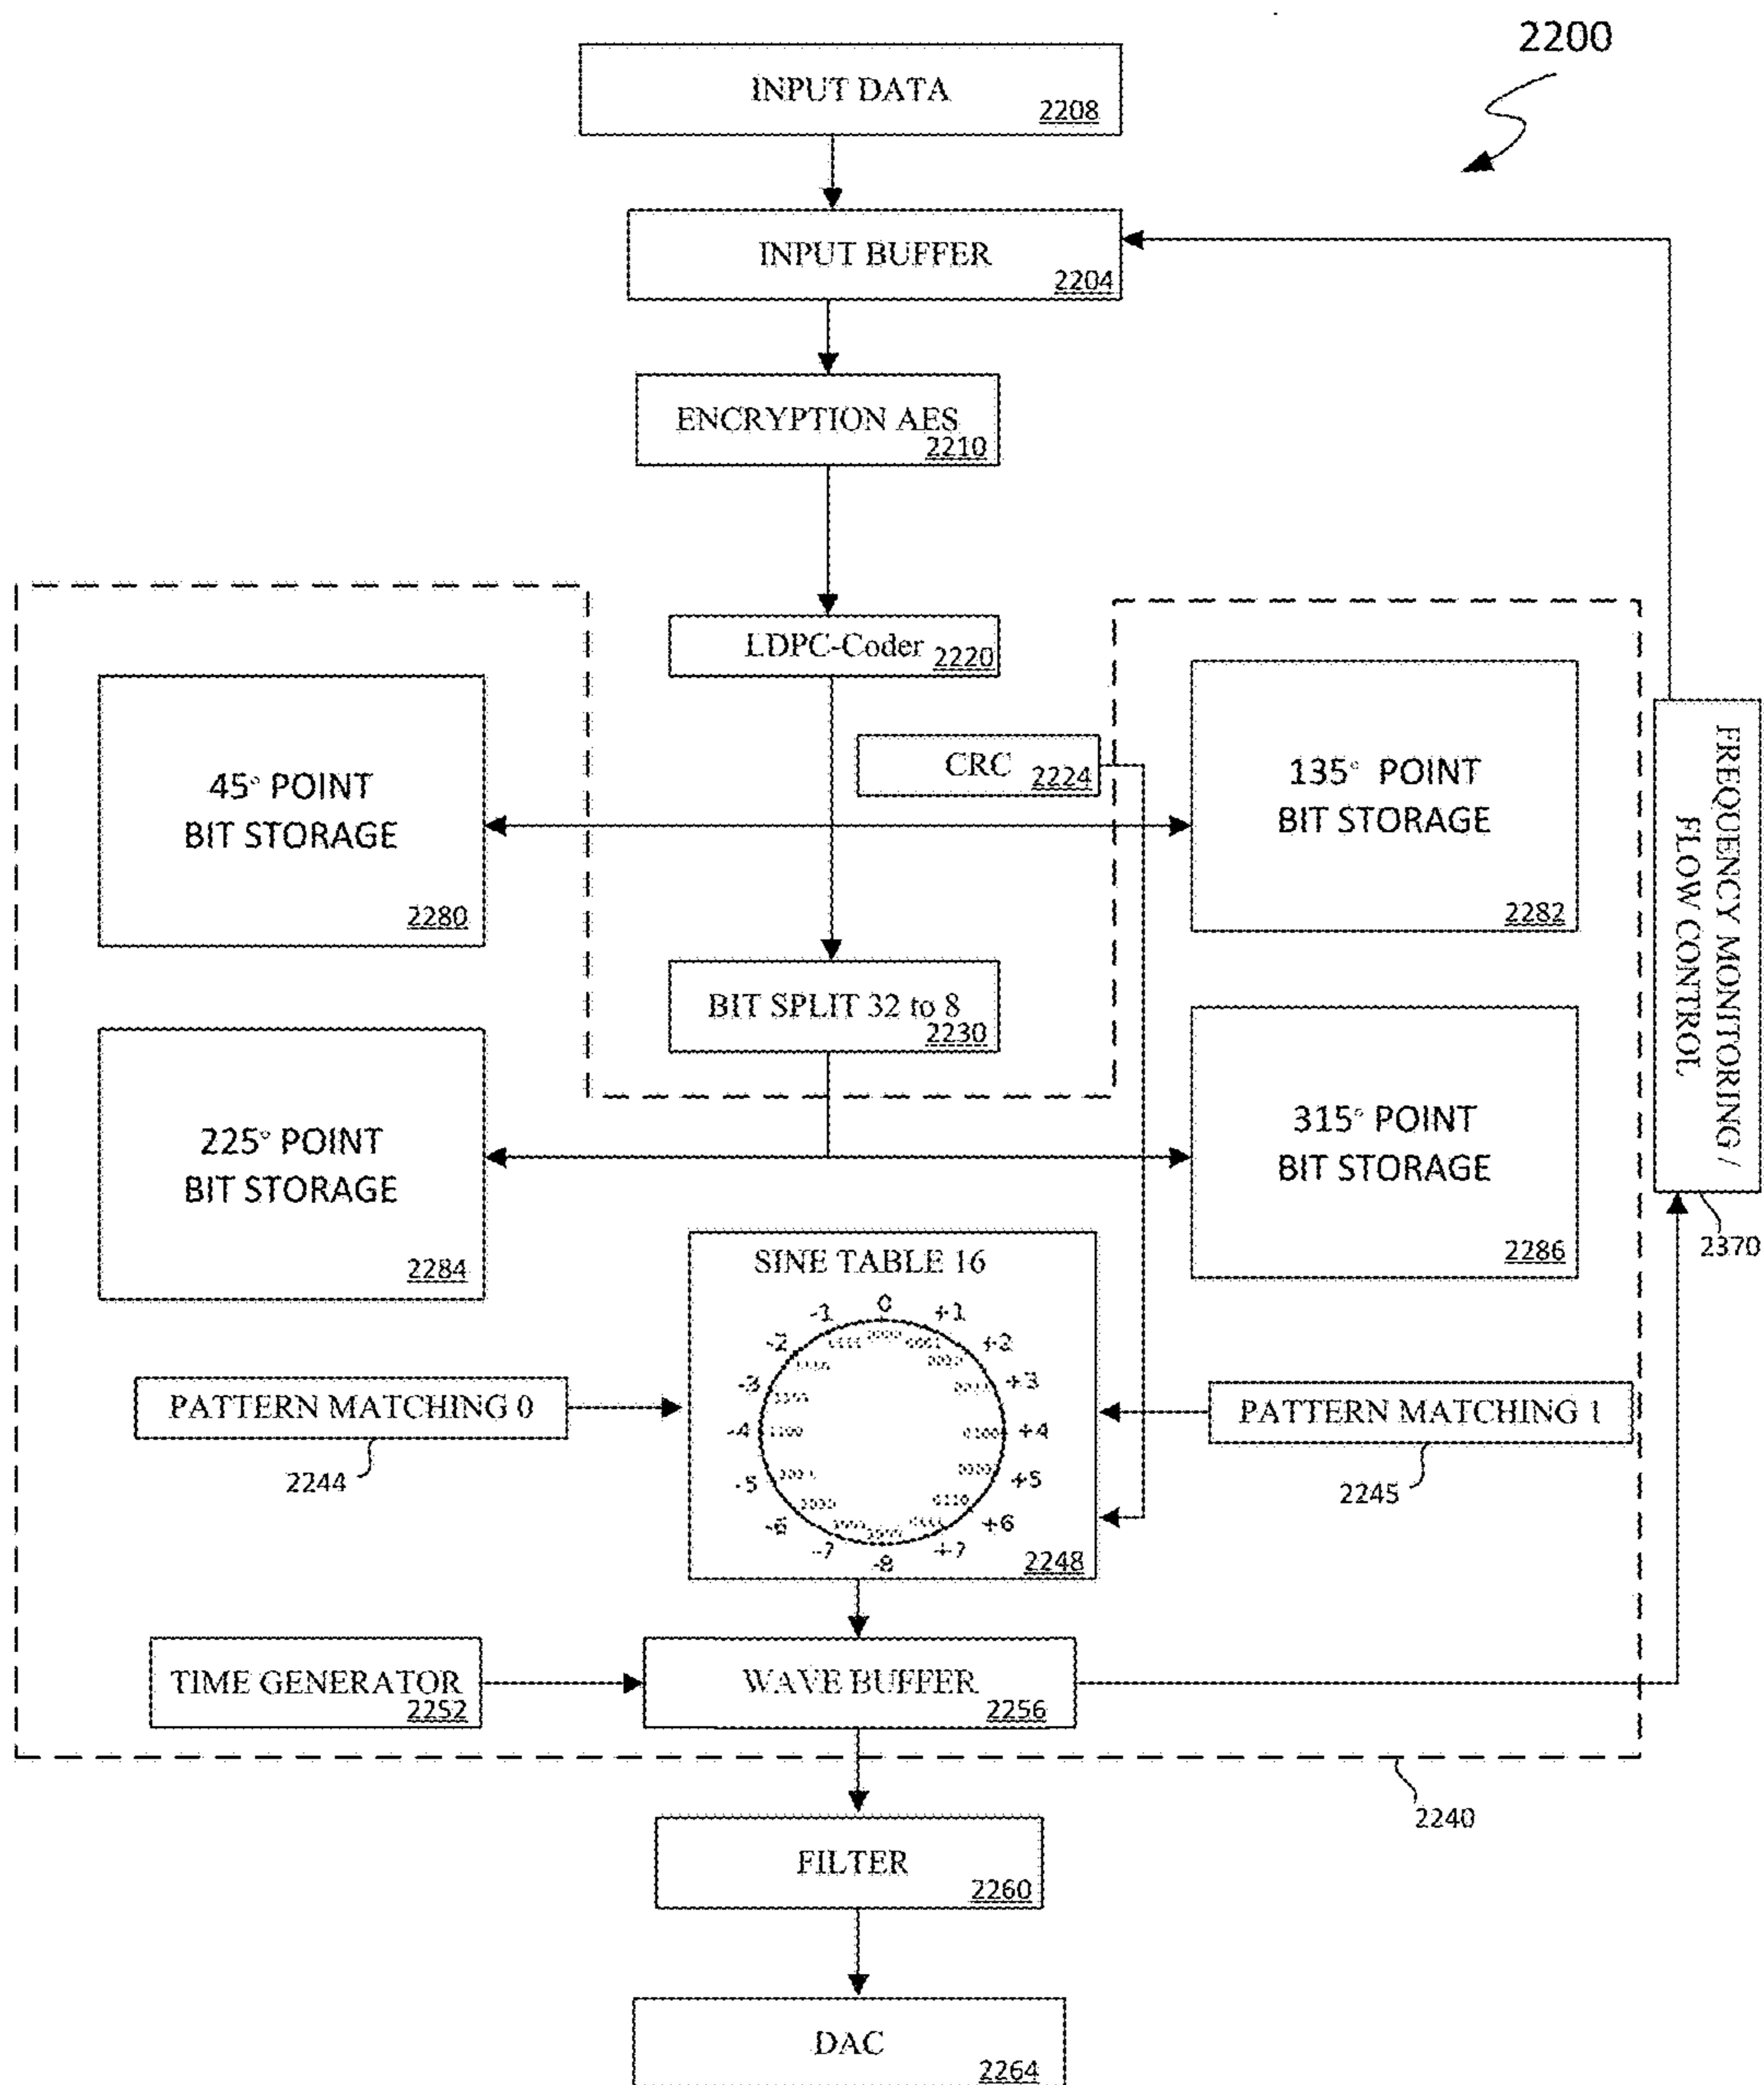 2200
INPUT DATA
2208
INPUT BUFFER
2204
ENCRYPTION AES
2210
LDPC-Coder
2220
CRC
2224
45° POINT
BIT STORAGE
2280
135° POINT
BIT STORAGE
2282
FREQUENCY MONITORING /
FLOW CONTROL
2370
BIT SPLIT 32 to 8
2230
225° POINT
BIT STORAGE
2284
315° POINT
BIT STORAGE
2286
SINE TABLE 16
0
-1
+1
-2
+2
-3
+3
-4
1100
0100
+4
-5
+5
-6
0110
+6
-7
+7
-8
2248
PATTERN MATCHING 0
2244
PATTERN MATCHING 1
2245
TIME GENERATOR
2252
WAVE BUFFER
2256
2240
FILTER
2260
DAC
2264